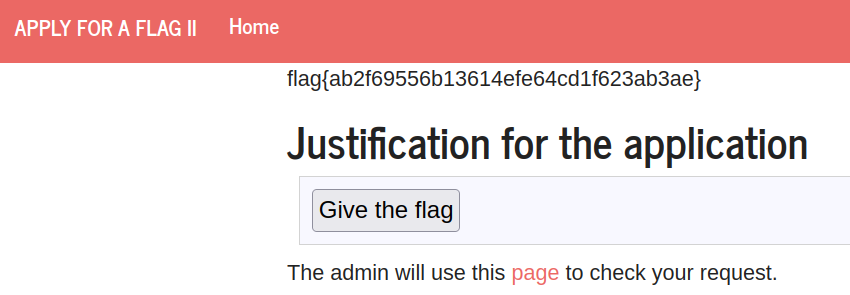 APPLY FOR A FLAG II Home
flag{ab2f69556b13614efe64cd1f623ab3ae}
Justification for the application
Give the flag
The admin will use this page to check your request.